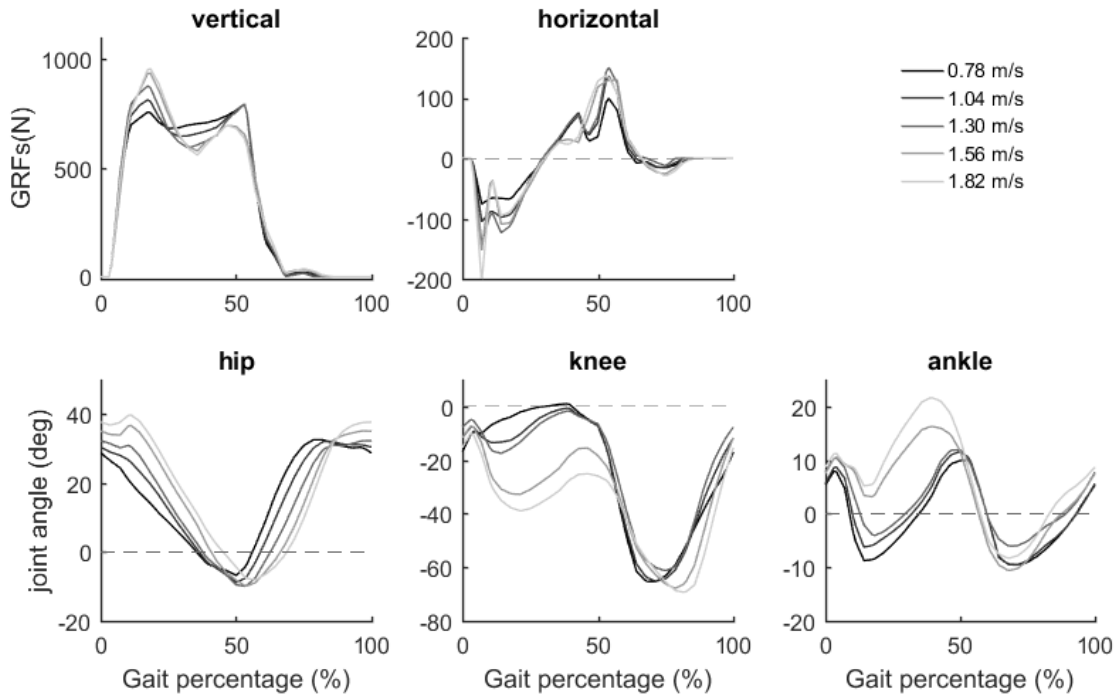 vertical
horizontal
GRFs(N)
1000
500
0
0
50
100
200
100
0
-100
-200
0
50
100
0.78 m/s
1.04 m/s
1.30 m/s
1.56 m/s
1.82 m/s
hip
knee
ankle
joint angle (deg)
40
20
0
-20
0
50
100
Gait percentage (%)
0
-20
-40
-60
-80
0
50
100
Gait percentage (%)
20
10
0
-10
-20
0
50
100
Gait percentage (%)